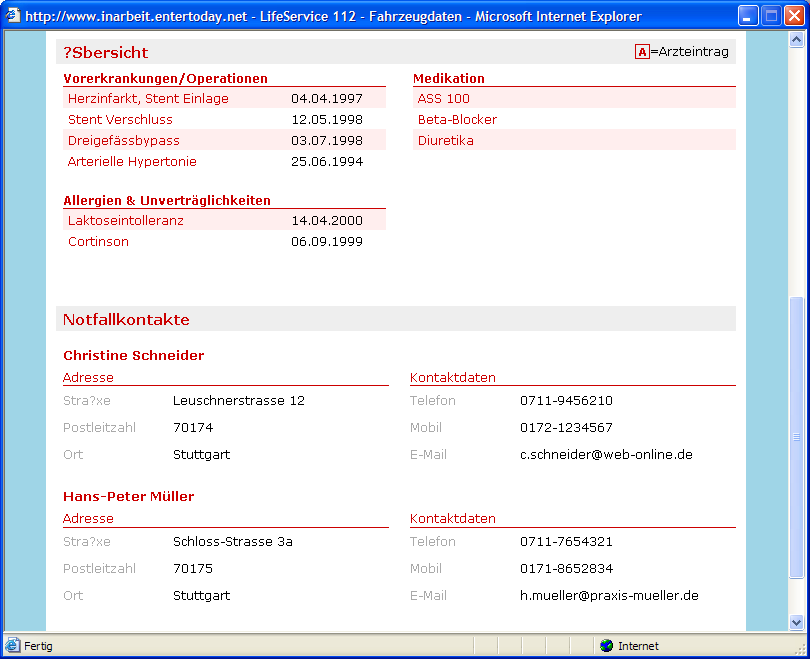 http://www.inarbeit.entertoday.net - LifeService 112 - Fahrzeugdaten - Microsoft Internet Explorer
?Sbersicht A=Arzteintrag
Vorerkrankungen/Operationen
Herzinfarkt, Stent Einlage 04.04.1997
Stent Verschluss 12.05.1998
Dreigefässbypass 03.07.1998
Arterielle Hypertonie 25.06.1994
Medikation
ASS 100
Beta-Blocker
Diuretika
Allergien & Unverträglichkeiten
Laktoseintolleranz 14.04.2000
Cortinson 06.09.1999
Notfallkontakte
Christine Schneider
Adresse
Stra?xe Leuschnerstrasse 12
Postleitzahl 70174
Ort Stuttgart
Kontaktdaten
Telefon 0711-9456210
Mobil 0172-1234567
E-Mail c.schneider@web-online.de
Hans-Peter Müller
Adresse
Stra?xe Schloss-Strasse 3a
Postleitzahl 70175
Ort Stuttgart
Kontaktdaten
Telefon 0711-7654321
Mobil 0171-8652834
E-Mail h.mueller@praxis-mueller.de
Fertig Internet